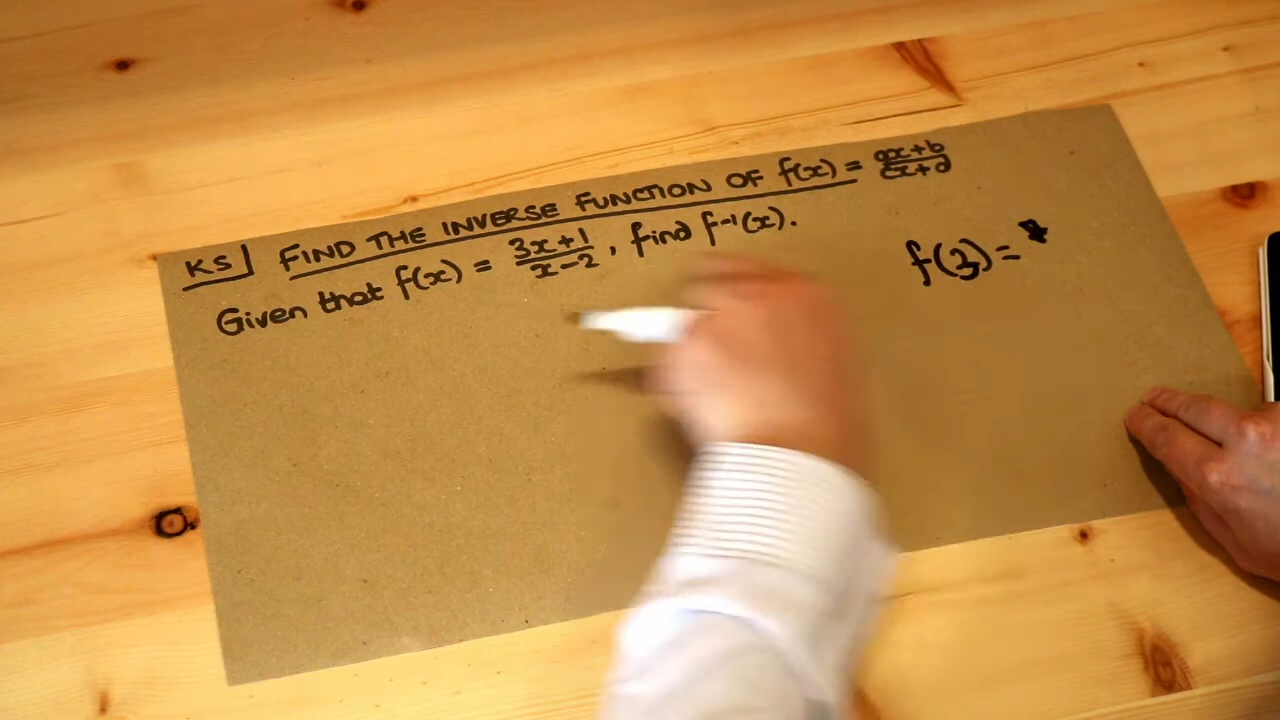 KS FIND THE INVERSE FUNCTION OF f(x) = ax+b/cx+d
Given that f(x) = 3x+1/x-2, find f-1(x).
f(3)=